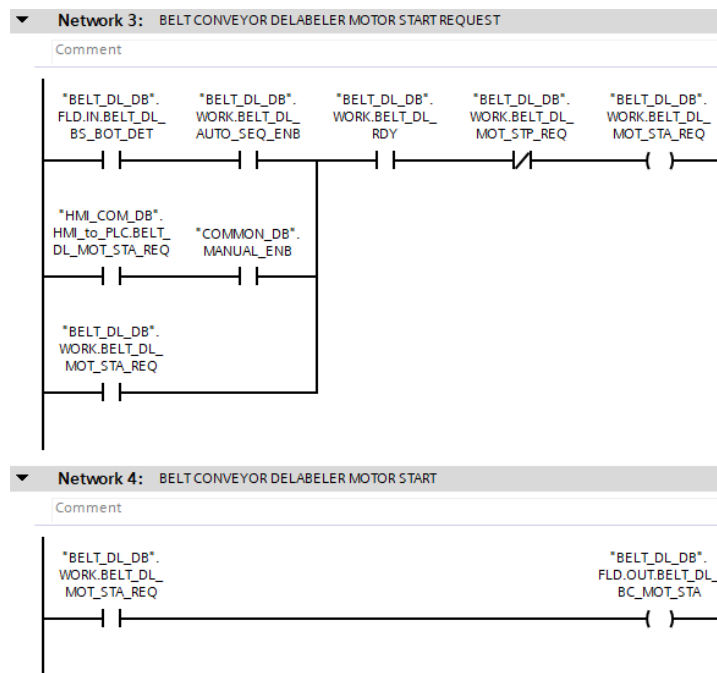 Network 3: BELT CONVEYOR DELABELER MOTOR START REQUEST
Comment
"BELT_DL_DB".
FLD.IN.BELT_DL_
BS_BOT_DET
"BELT_DL_DB".
WORK.BELT_DL_
AUTO_SEQ_ENB
"BELT_DL_DB".
WORK.BELT_DL_
RDY
"BELT_DL_DB".
WORK.BELT_DL_
MOT_STP_REQ
"BELT_DL_DB".
WORK.BELT_DL_
MOT_STA_REQ
"HMI_COM_DB".
HMI_to_PLC.BELT_
DL_MOT_STA_REQ
"COMMON_DB".
MANUAL_ENB
"BELT_DL_DB".
WORK.BELT_DL_
MOT_STA_REQ
Network 4: BELT CONVEYOR DELABELER MOTOR START
Comment
"BELT_DL_DB".
WORK.BELT_DL_
MOT_STA_REQ
"BELT_DL_DB".
FLD.OUT.BELT_DL_
BC_MOT_STA